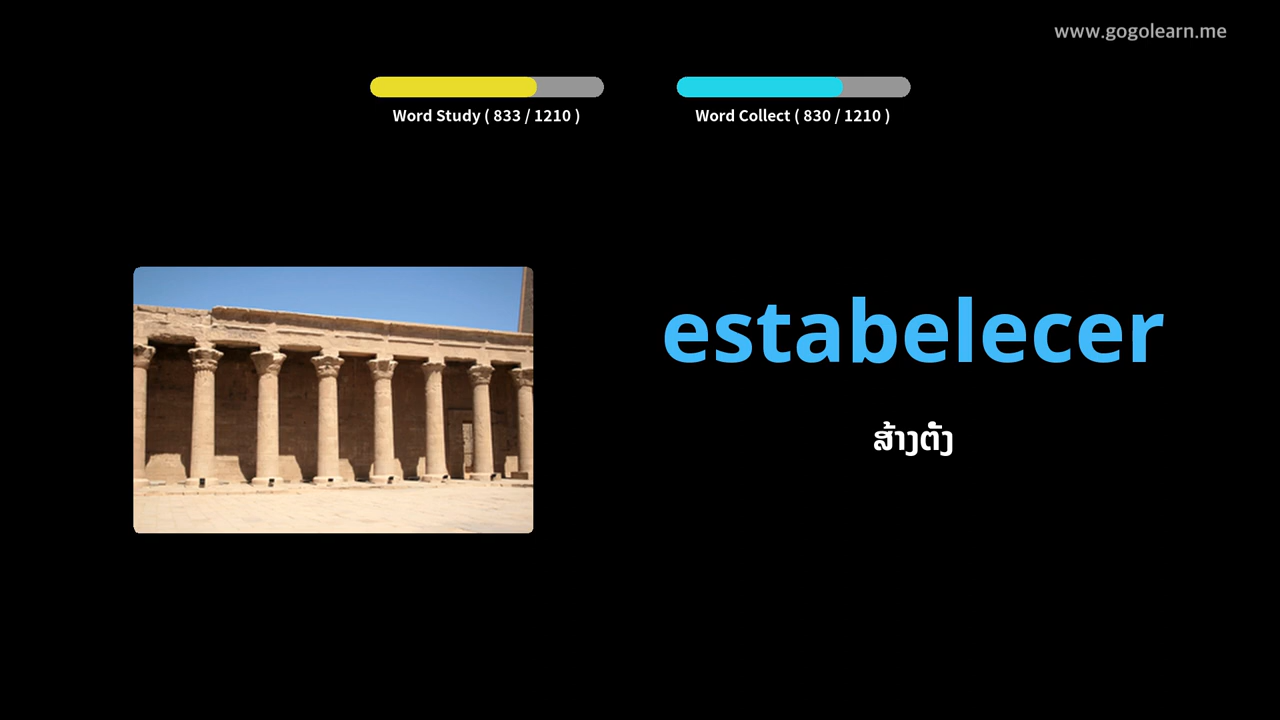 www.gogolearn.me
Word Study ( 833 / 1210 )
Word Collect ( 830 / 1210 )
estabelecer
ສ້າງຕັ້ງ